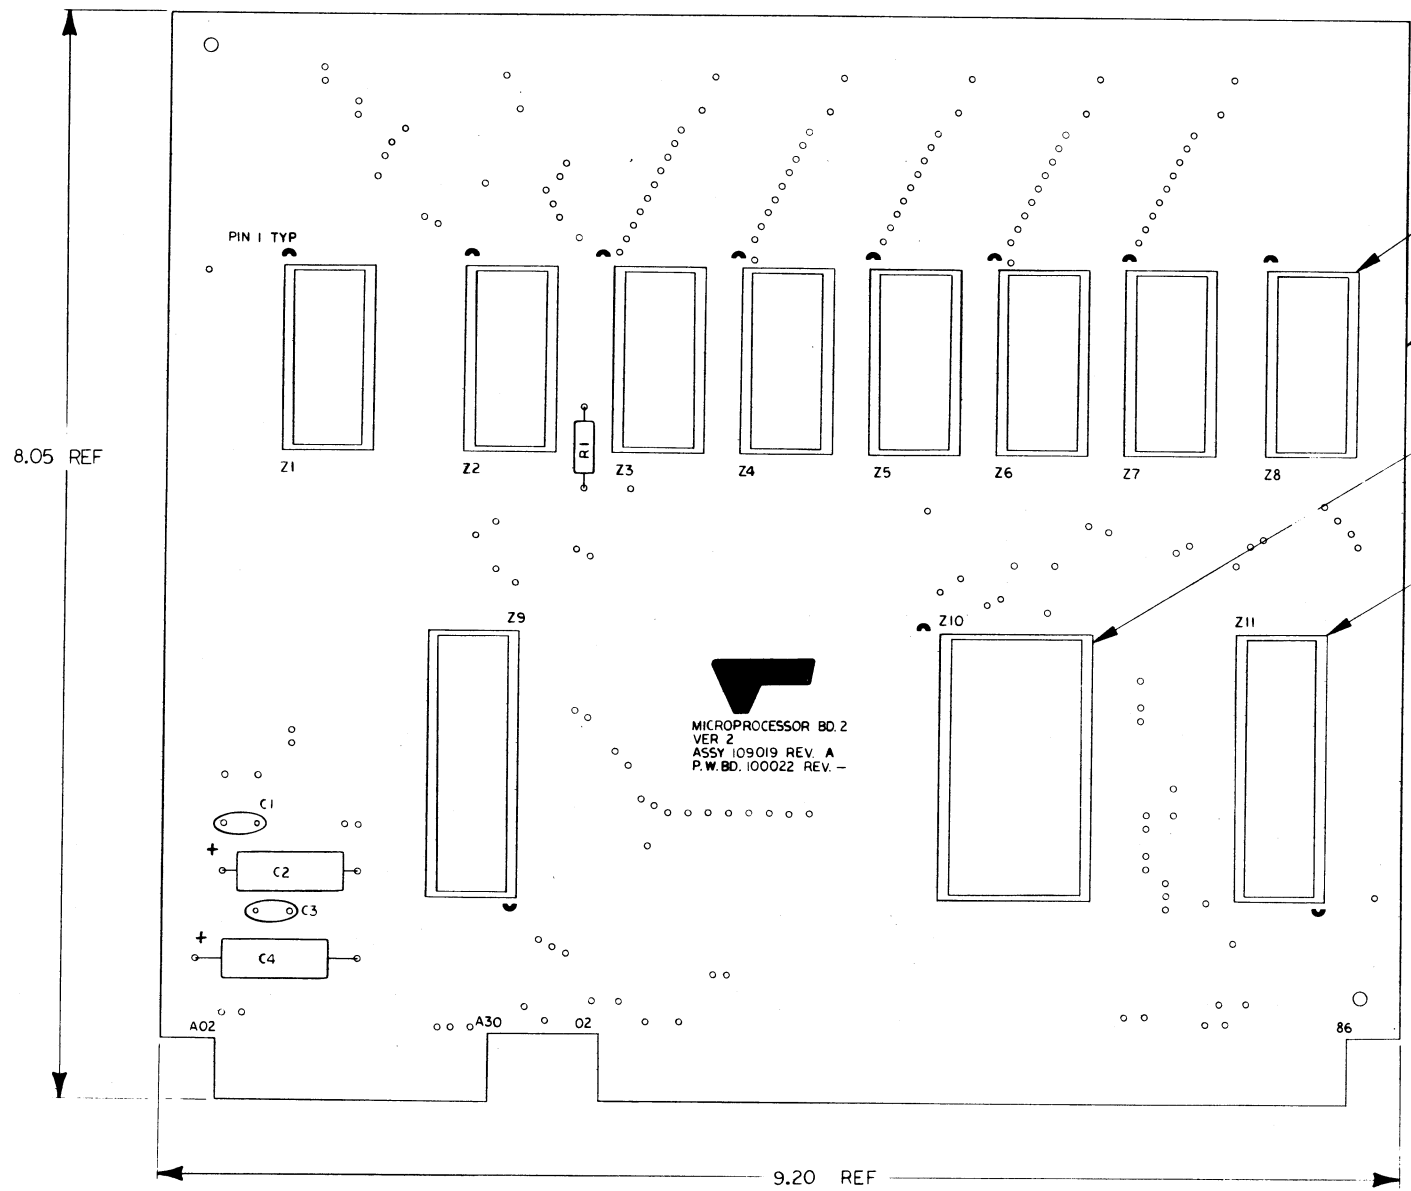 PIN 1 TYP
8.05 REF
Z1
Z2
R1
Z3
Z4
Z5
Z6
Z7
Z8
Z9
Z10
Z11
MICROPROCESSOR BD. 2
VER 2
ASSY 109019 REV. A
P.W.BD. 100022 REV. —
C1
+
C2
C3
+
C4
A02
A30
02
86
9.20 REF